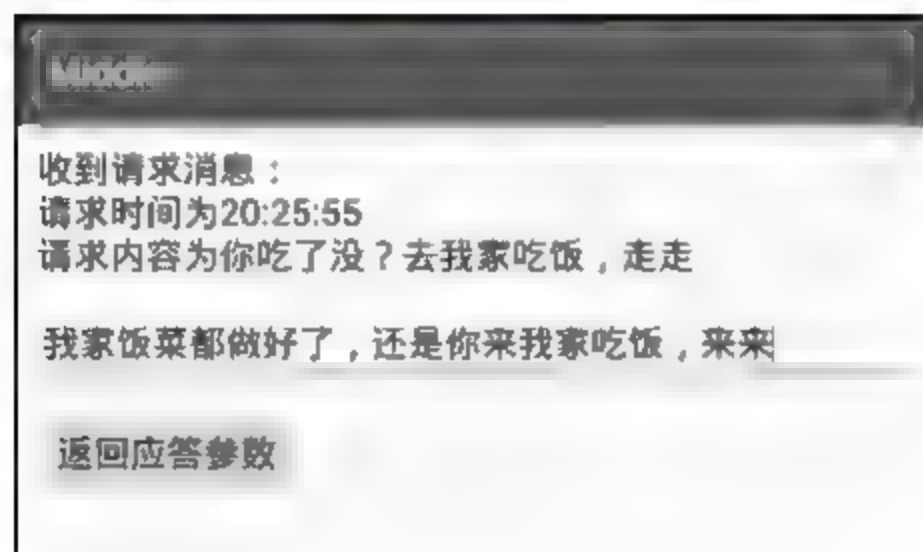 收到请求消息：
请求时间为20:25:55
请求内容为你吃了没？去我家吃饭，走走
我家饭菜都做好了，还是你来我家吃饭，来来
返回应答参数